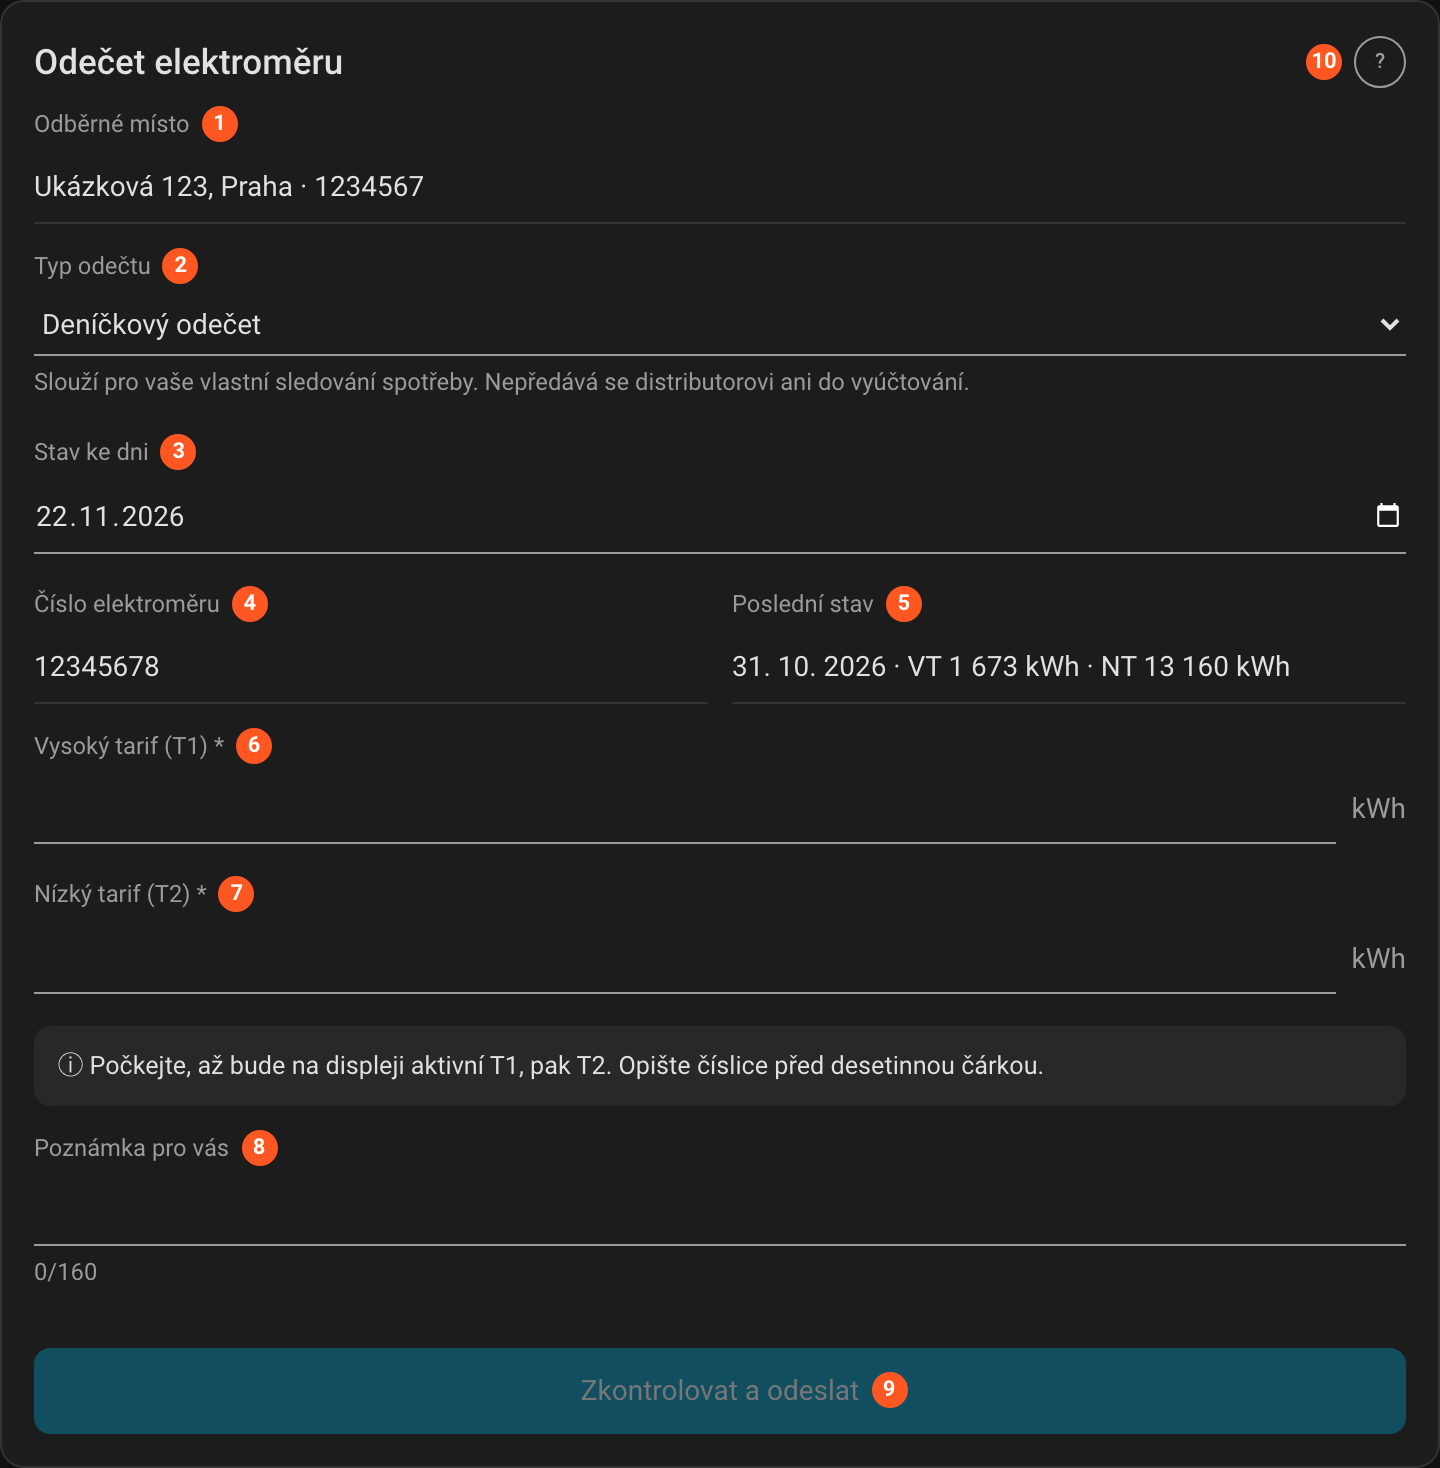 Odečet elektroměru 10 ?
Odběrné místo 1
Ukázková 123, Praha · 1234567
Typ odečtu 2
Deníčkový odečet
Slouží pro vaše vlastní sledování spotřeby. Nepředává se distributorovi ani do vyúčtování.
Stav ke dni 3
22.11.2026
Číslo elektroměru 4
12345678
Poslední stav 5
31. 10. 2026 · VT 1 673 kWh · NT 13 160 kWh
Vysoký tarif (T1) * 6
kWh
Nízký tarif (T2) * 7
kWh
ⓘ Počkejte, až bude na displeji aktivní T1, pak T2. Opište číslice před desetinnou čárkou.
Poznámka pro vás 8
0/160
Zkontrolovat a odeslat 9